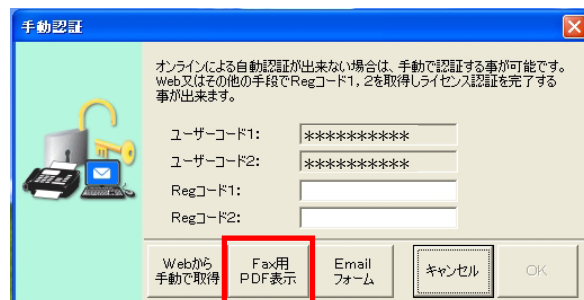 手動認証
オンラインによる自動認証が出来ない場合は、手動で認証する事が可能です。
Web又はその他の手段でRegコード1, 2を取得しライセンス認証を完了する
事が出来ます。
ユーザーコード1: **********
ユーザーコード2: **********
Regコード1:
Regコード2:
Webから
手動で取得
Fax用
PDF表示
Email
フォーム
キャンセル
OK